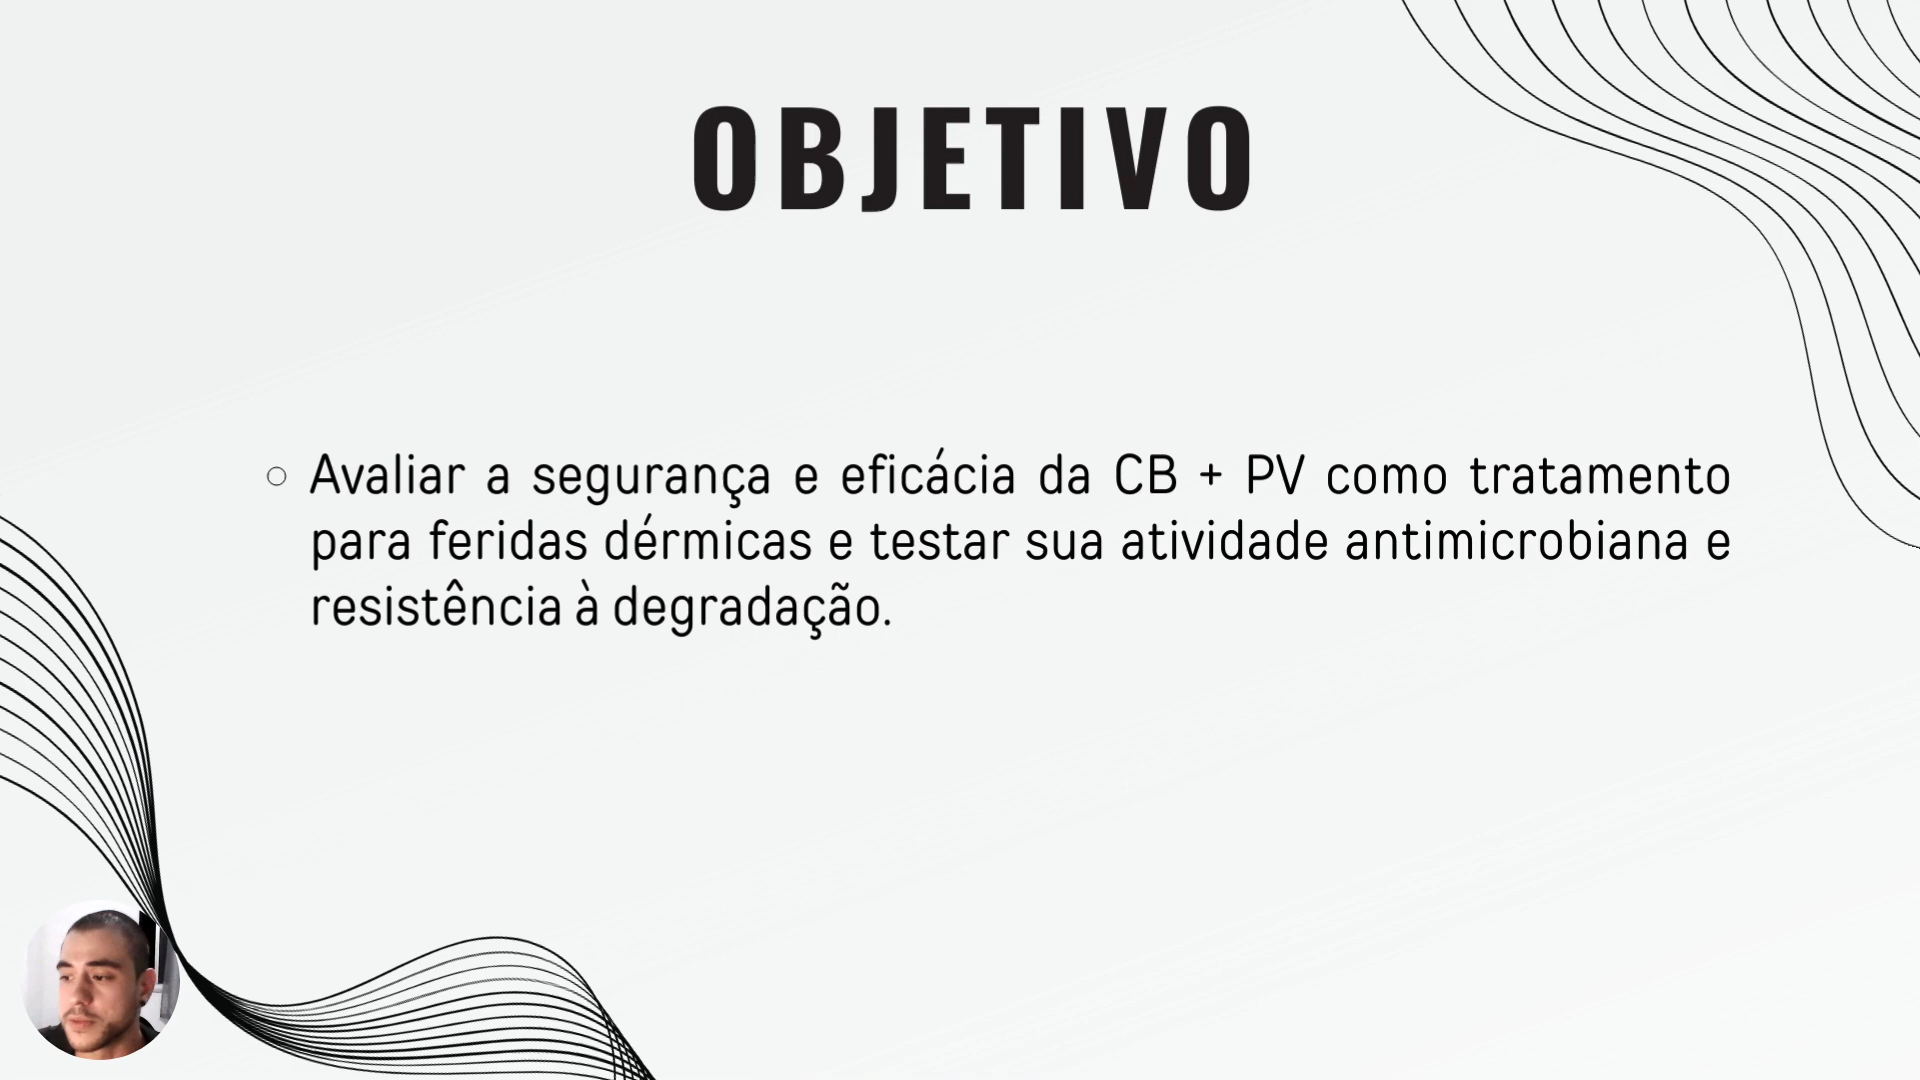 OBJETIVO
Avaliar a segurança e eficácia da CB + PV como tratamento
para feridas dérmicas e testar sua atividade antimicrobiana e
resistência à degradação.